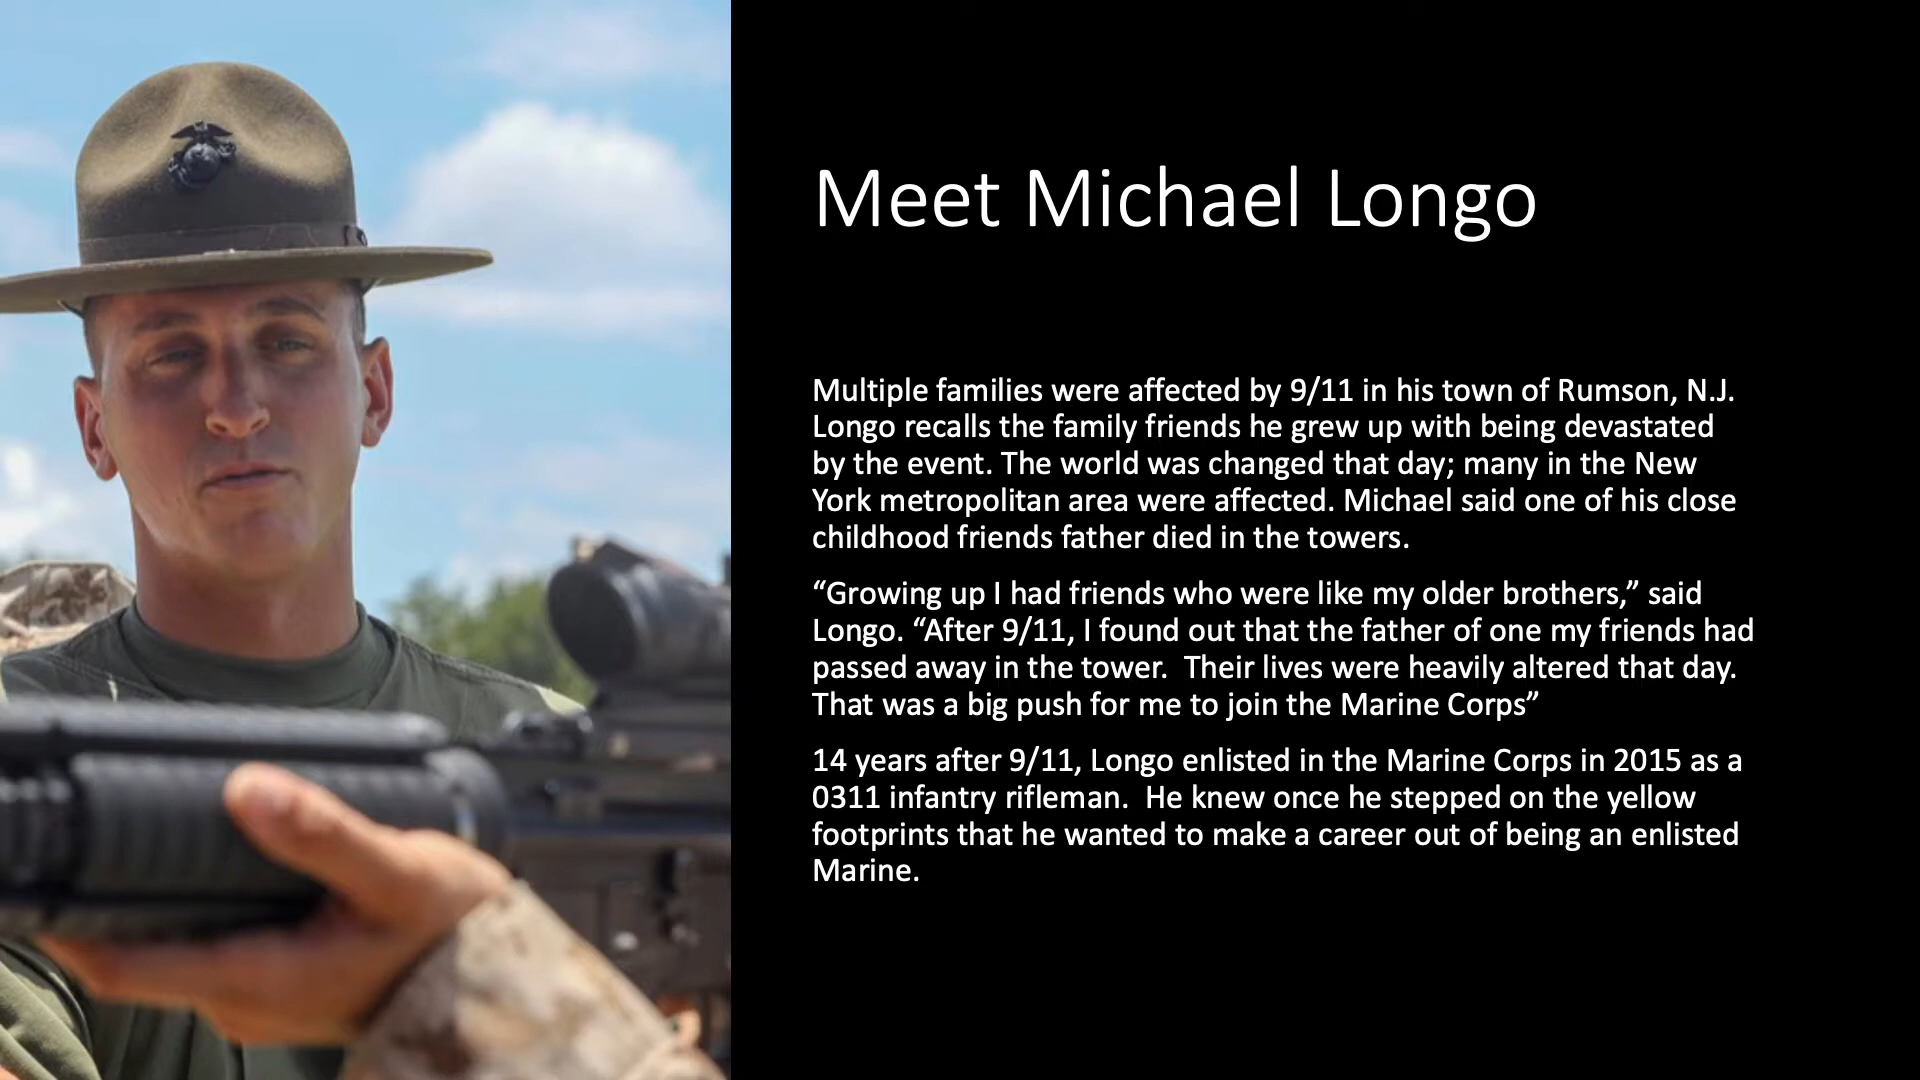 Meet Michael Longo
Multiple families were affected by 9/11 in his town of Rumson, N.J.
Longo recalls the family friends he grew up with being devastated
by the event. The world was changed that day; many in the New
York metropolitan area were affected. Michael said one of his close
childhood friends father died in the towers.
“Growing up I had friends who were like my older brothers,” said
Longo. “After 9/11, I found out that the father of one my friends had
passed away in the tower.  Their lives were heavily altered that day.
That was a big push for me to join the Marine Corps”
14 years after 9/11, Longo enlisted in the Marine Corps in 2015 as a
0311 infantry rifleman.  He knew once he stepped on the yellow
footprints that he wanted to make a career out of being an enlisted
Marine.